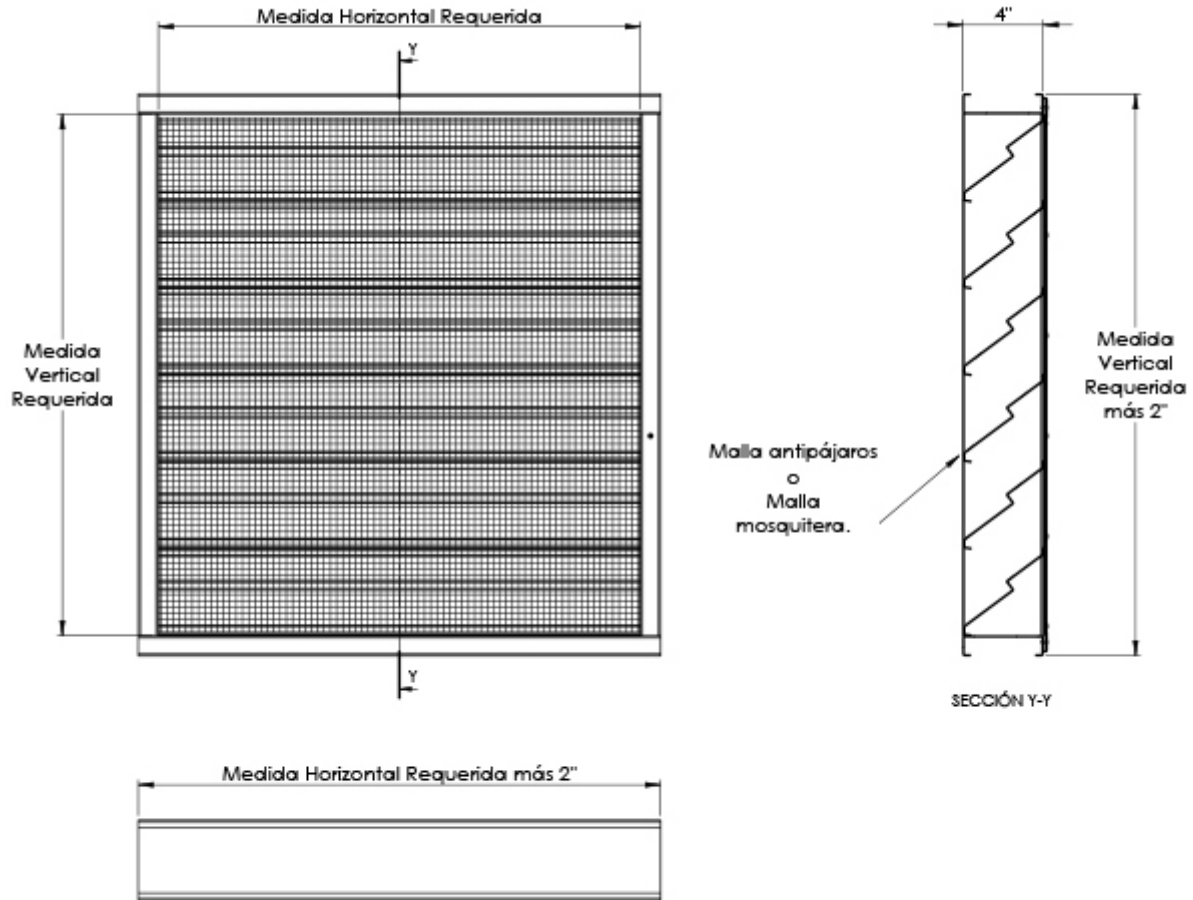 Medida Horizontal Requerida
4"
Y
Medida
Vertical
Requerida
Medida
Vertical
Requerida
más 2"
Malla antipájaros
o
Malla
mosquitera.
Y
SECCIÓN Y-Y
Medida Horizontal Requerida más 2"